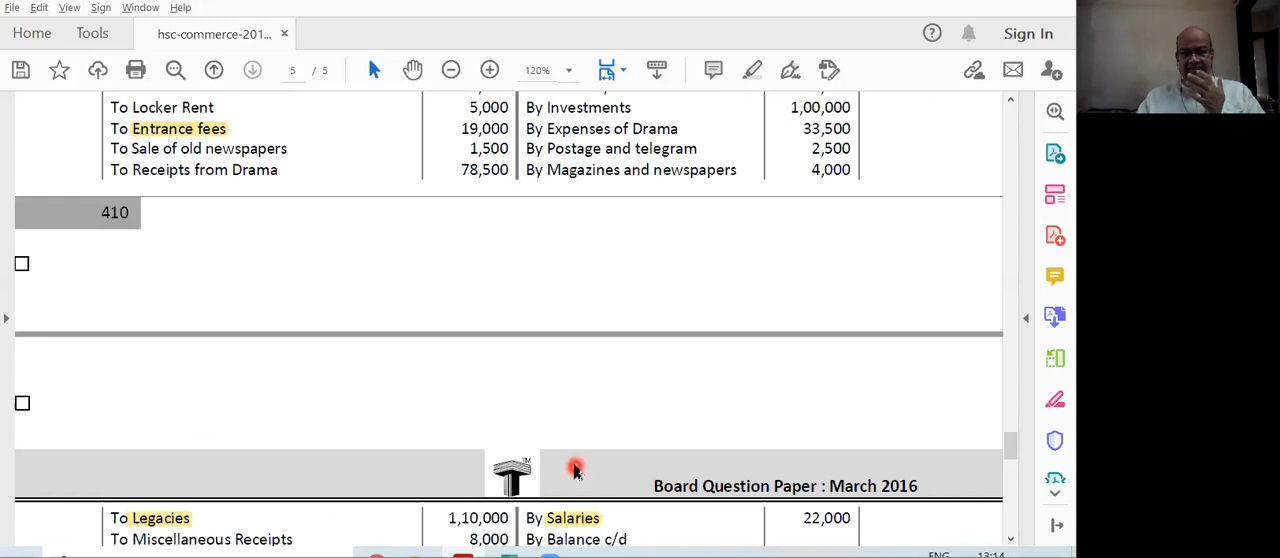 File Edit View Sign Window Help
Home Tools hsc-commerce-201... × Sign In
5 / 5 120%
To Locker Rent 5,000 By Investments 1,00,000
To Entrance fees 19,000 By Expenses of Drama 33,500
To Sale of old newspapers 1,500 By Postage and telegram 2,500
To Receipts from Drama 78,500 By Magazines and newspapers 4,000
410
TM
Board Question Paper : March 2016
To Legacies 1,10,000 By Salaries 22,000
To Miscellaneous Receipts 8,000 By Balance c/d
ENG 13:14